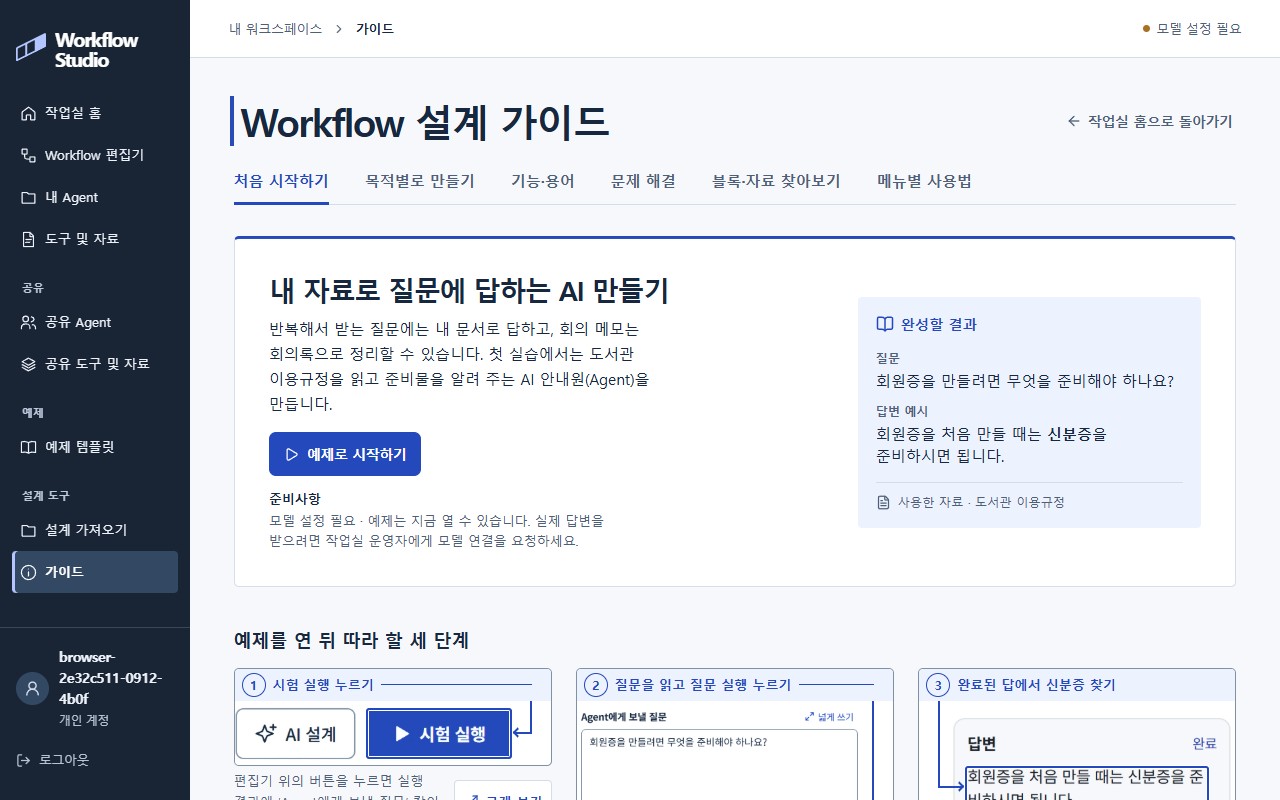 Workflow
Studio
작업실 홈
Workflow 편집기
내 Agent
도구 및 자료
공유
공유 Agent
공유 도구 및 자료
예제
예제 템플릿
설계 도구
설계 가져오기
가이드
browser-
2e32c511-0912-
4b0f
개인 계정
로그아웃
내 워크스페이스 > 가이드
모델 설정 필요
Workflow 설계 가이드
← 작업실 홈으로 돌아가기
처음 시작하기 목적별로 만들기 기능·용어 문제 해결 블록·자료 찾아보기 메뉴별 사용법
내 자료로 질문에 답하는 AI 만들기
반복해서 받는 질문에는 내 문서로 답하고, 회의 메모는
회의록으로 정리할 수 있습니다. 첫 실습에서는 도서관
이용규정을 읽고 준비물을 알려 주는 AI 안내원(Agent)을
만듭니다.
예제로 시작하기
준비사항
모델 설정 필요 · 예제는 지금 열 수 있습니다. 실제 답변을
받으려면 작업실 운영자에게 모델 연결을 요청하세요.
완성할 결과
질문
회원증을 만들려면 무엇을 준비해야 하나요?
답변 예시
회원증을 처음 만들 때는 신분증을
준비하시면 됩니다.
사용한 자료 · 도서관 이용규정
예제를 연 뒤 따라 할 세 단계
1 시험 실행 누르기
AI 설계
시험 실행
편집기 위의 버튼을 누르면 실행
2 질문을 읽고 질문 실행 누르기
Agent에게 보낼 질문
넓게 쓰기
회원증을 만들려면 무엇을 준비해야 하나요?
3 완료된 답에서 신분증 찾기
답변
완료
회원증을 처음 만들 때는 신분증을 준
비하시면 됩니다.